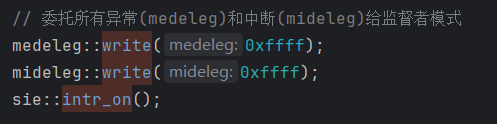 // 委托所有异常(medeleg)和中断(mideleg)给监督者模式
medeleg::write( medeleg: 0xffff);
mideleg::write( mideleg: 0xffff);
sie::intr_on();